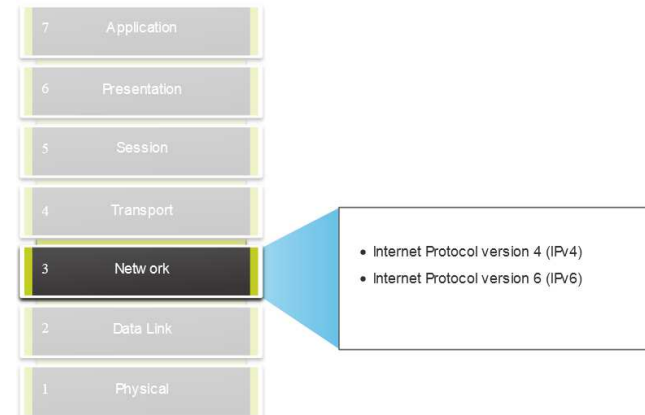 7 Application
6 Presentation
5 Session
4 Transport
3 Netw ork
2 Data Link
1 Physical
• Internet Protocol version 4 (IPv4)
• Internet Protocol version 6 (IPv6)